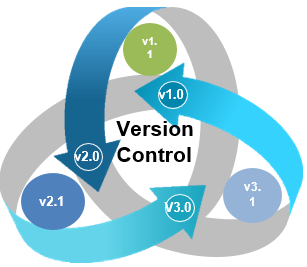 v1.
1
v1.0
Version
Control
v2.0
v2.1
V3.0
v3.
1